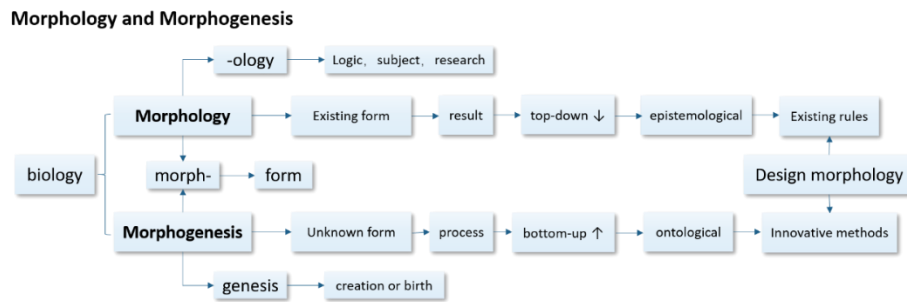 Morphology and Morphogenesis
-ology
Logic, subject, research
Morphology
Existing form
result
top-down ↓
epistemological
Existing rules
biology
morph-
form
Design morphology
Morphogenesis
Unknown form
process
bottom-up ↑
ontological
Innovative methods
genesis
creation or birth